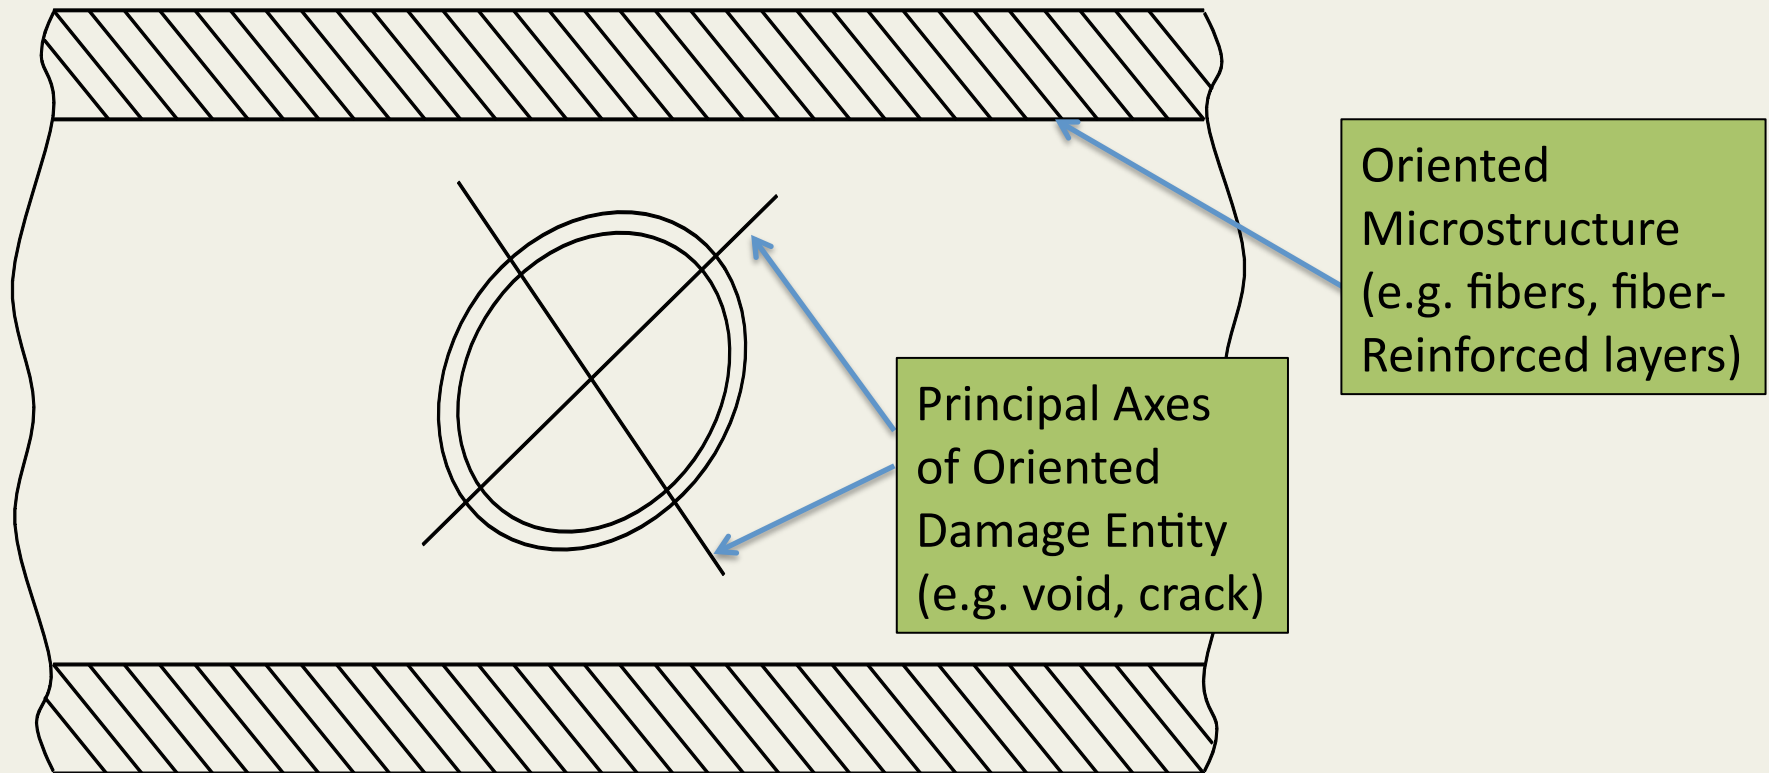 Oriented
Microstructure
(e.g. fibers, fiber-
Reinforced layers)
Principal Axes
of Oriented
Damage Entity
(e.g. void, crack)